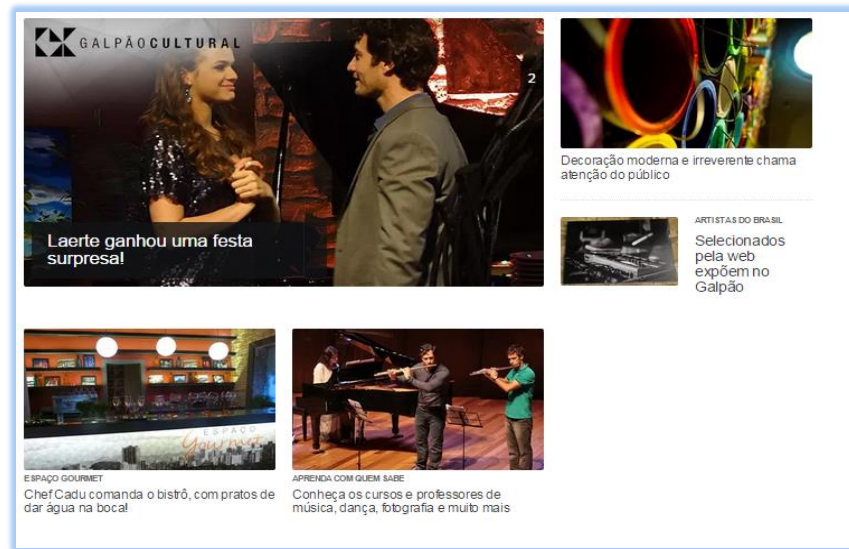 GALPÃO CULTURAL
2
Laerte ganhou uma festa
surpresa!
Decoração moderna e irreverente chama
atenção do público
ARTISTAS DO BRASIL
Selecionados
pela web
expõem no
Galpão
ESPAÇO
Gourmet
ESPAÇO GOURMET
Chef Cadu comanda o bistrô, com pratos de
dar água na boca!
APRENDA COM QUEM SABE
Conheça os cursos e professores de
música, dança, fotografia e muito mais